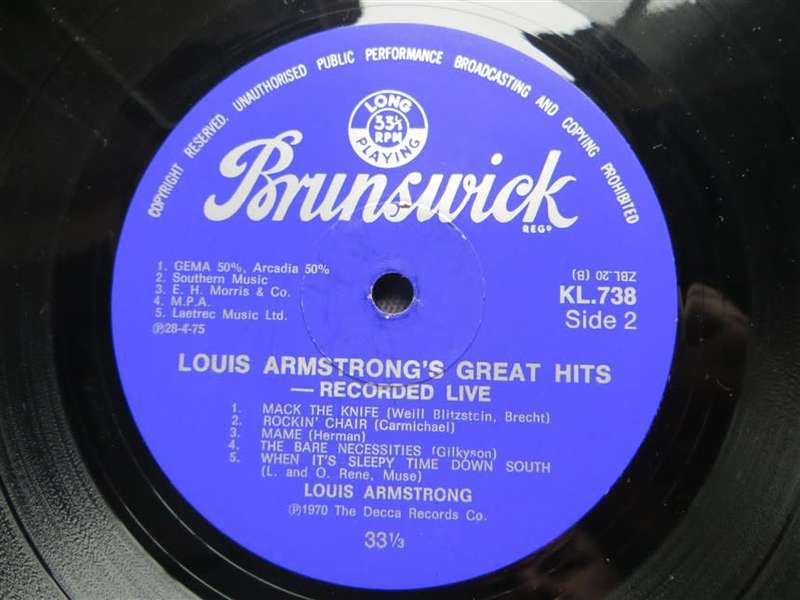 COPYRIGHT RESERVED. UNAUTHORISED PUBLIC PERFORMANCE BROADCASTING AND COPYING PROHIBITED
LONG
33⅓
RPM
PLAYING
Brunswick
REGD
1. GEMA 50%, Arcadia 50%
2. Southern Music
3. E. H. Morris & Co.
4. M.P.A.
5. Laetrec Music Ltd.
℗28-4-75
ZBL.20 (B)
KL.738
Side 2
LOUIS ARMSTRONG'S GREAT HITS
—RECORDED LIVE
1. MACK THE KNIFE (Weill Blitzstein, Brecht)
2. ROCKIN' CHAIR (Carmichael)
3. MAME (Herman)
4. THE BARE NECESSITIES (Gilkyson)
5. WHEN IT'S SLEEPY TIME DOWN SOUTH
(L. and O. Rene, Muse)
LOUIS ARMSTRONG
℗1970 The Decca Records Co.
33⅓